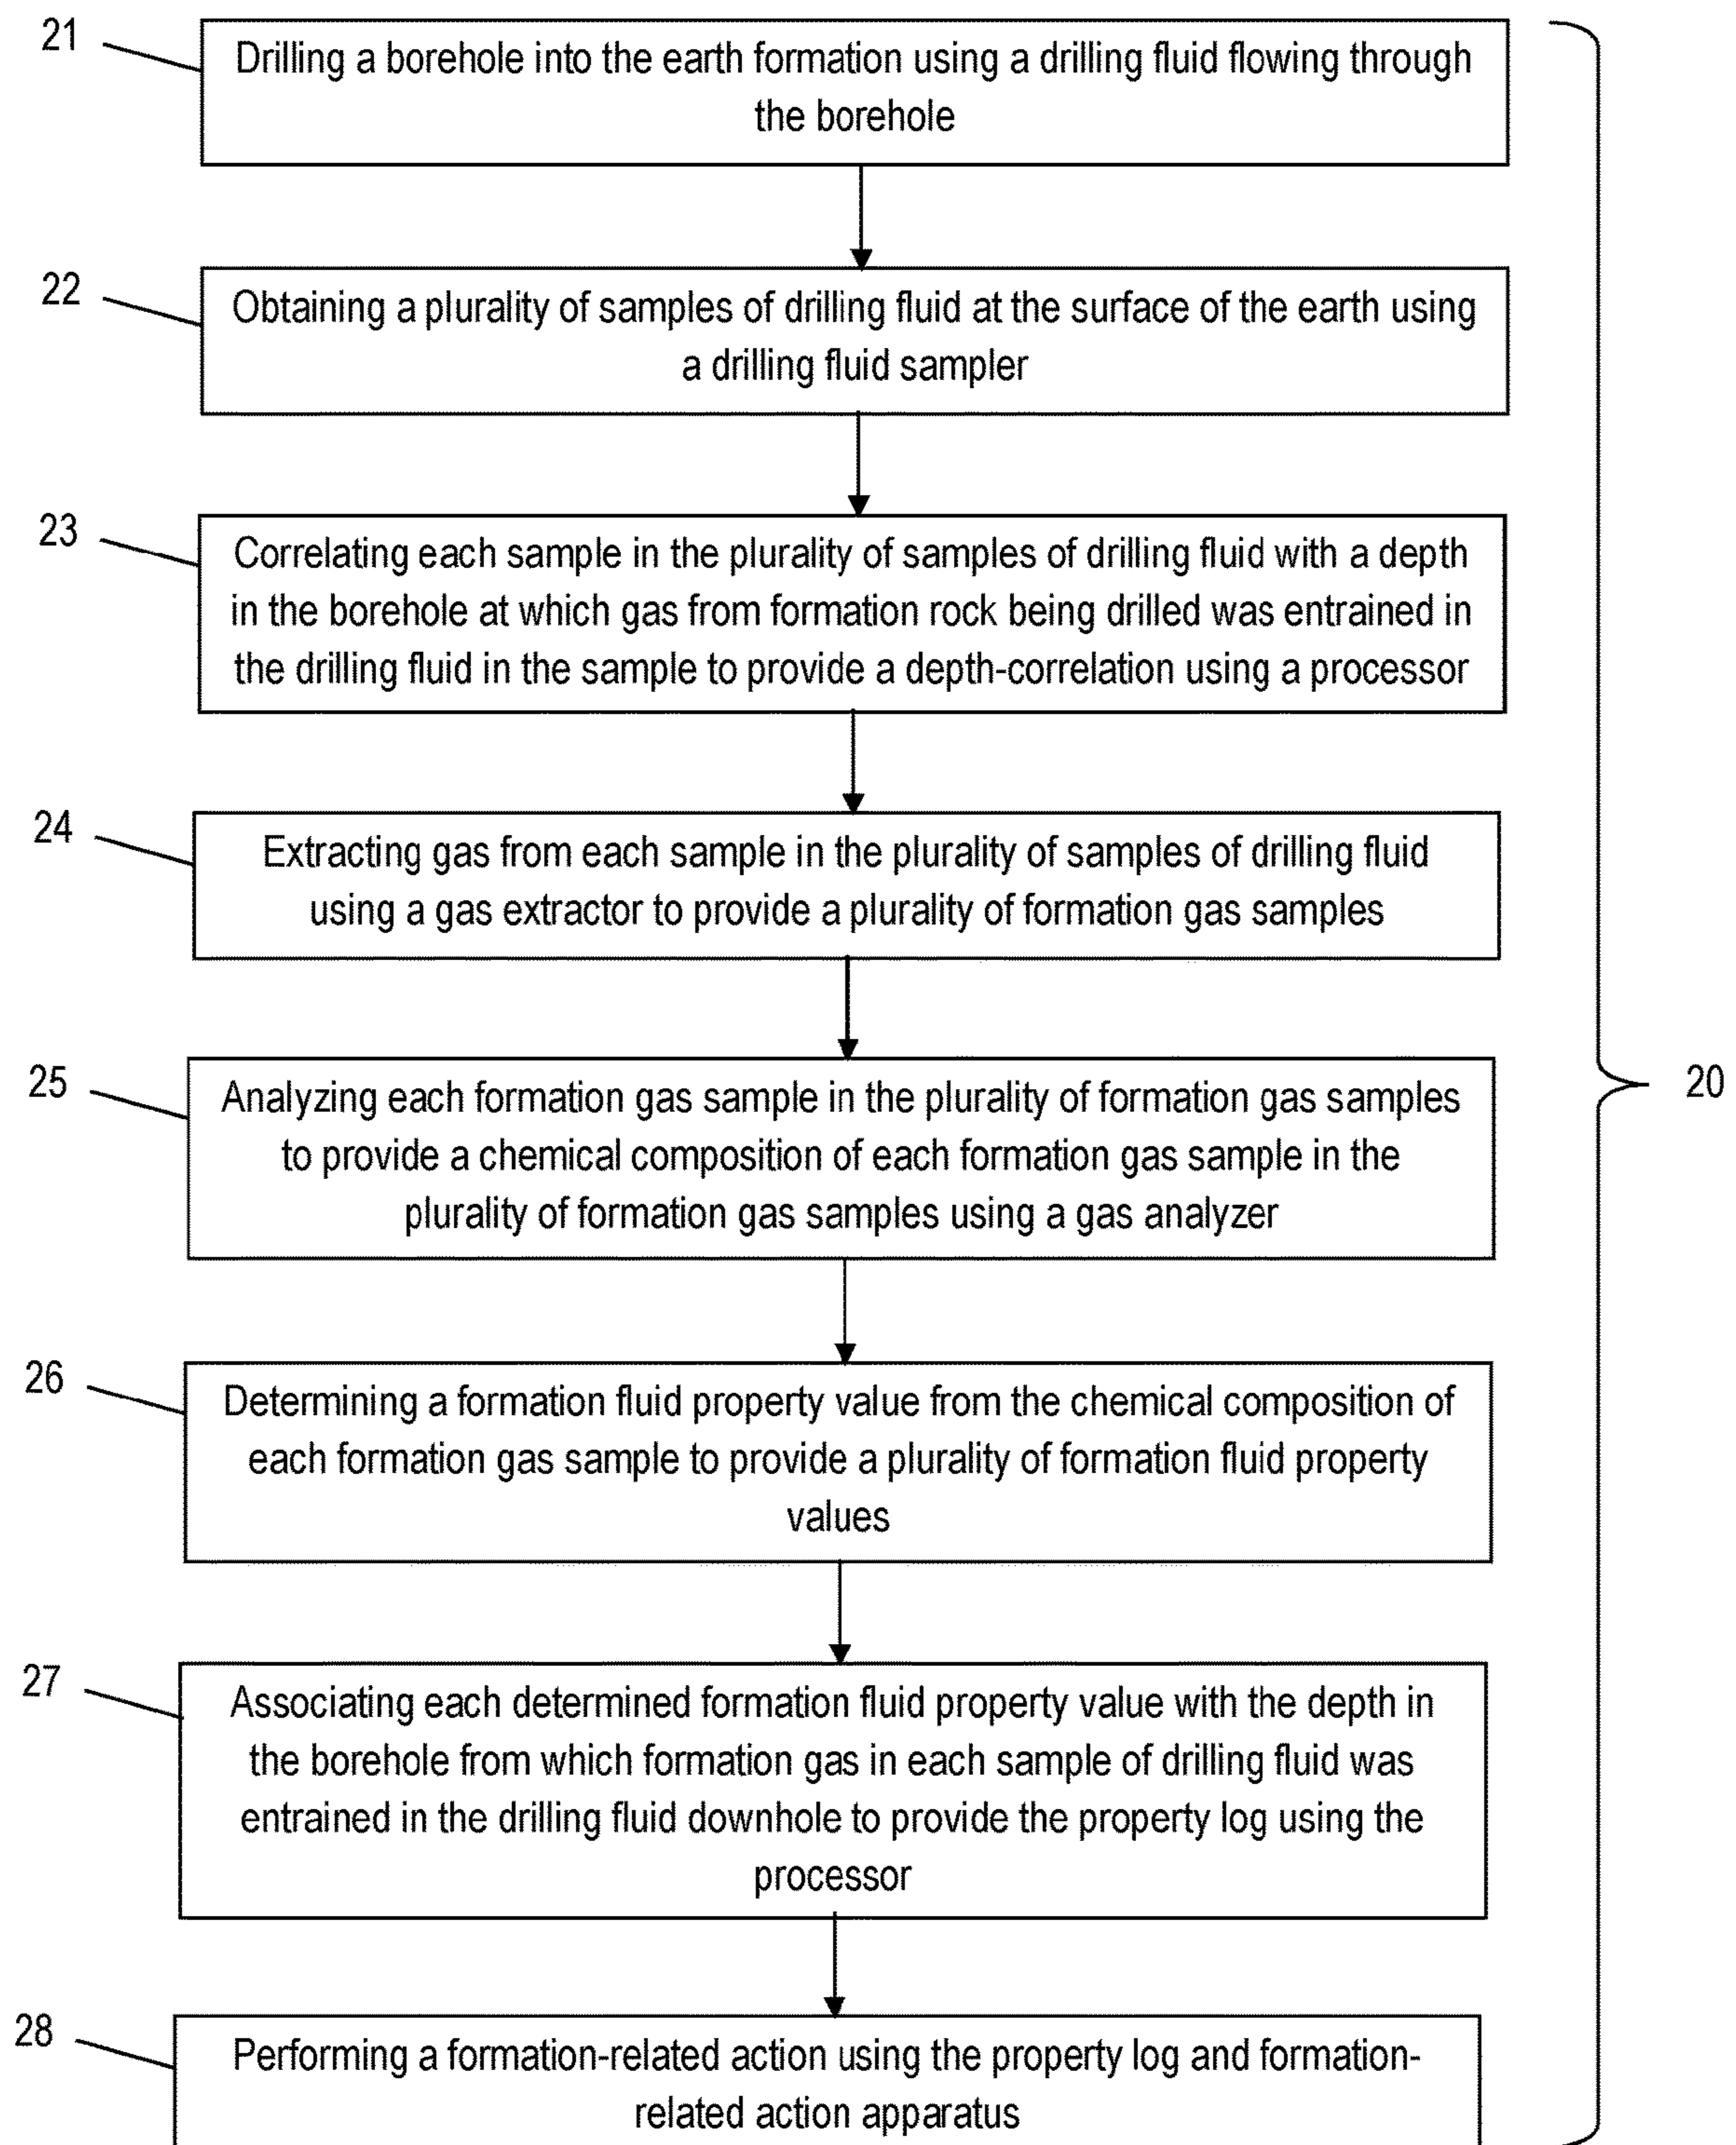 21
Drilling a borehole into the earth formation using a drilling fluid flowing through
the borehole
22
Obtaining a plurality of samples of drilling fluid at the surface of the earth using
a drilling fluid sampler
23
Correlating each sample in the plurality of samples of drilling fluid with a depth
in the borehole at which gas from formation rock being drilled was entrained in
the drilling fluid in the sample to provide a depth-correlation using a processor
24
Extracting gas from each sample in the plurality of samples of drilling fluid
using a gas extractor to provide a plurality of formation gas samples
25
Analyzing each formation gas sample in the plurality of formation gas samples
to provide a chemical composition of each formation gas sample in the
plurality of formation gas samples using a gas analyzer
20
26
Determining a formation fluid property value from the chemical composition of
each formation gas sample to provide a plurality of formation fluid property
values
27
Associating each determined formation fluid property value with the depth in
the borehole from which formation gas in each sample of drilling fluid was
entrained in the drilling fluid downhole to provide the property log using the
processor
28
Performing a formation-related action using the property log and formation-
related action apparatus